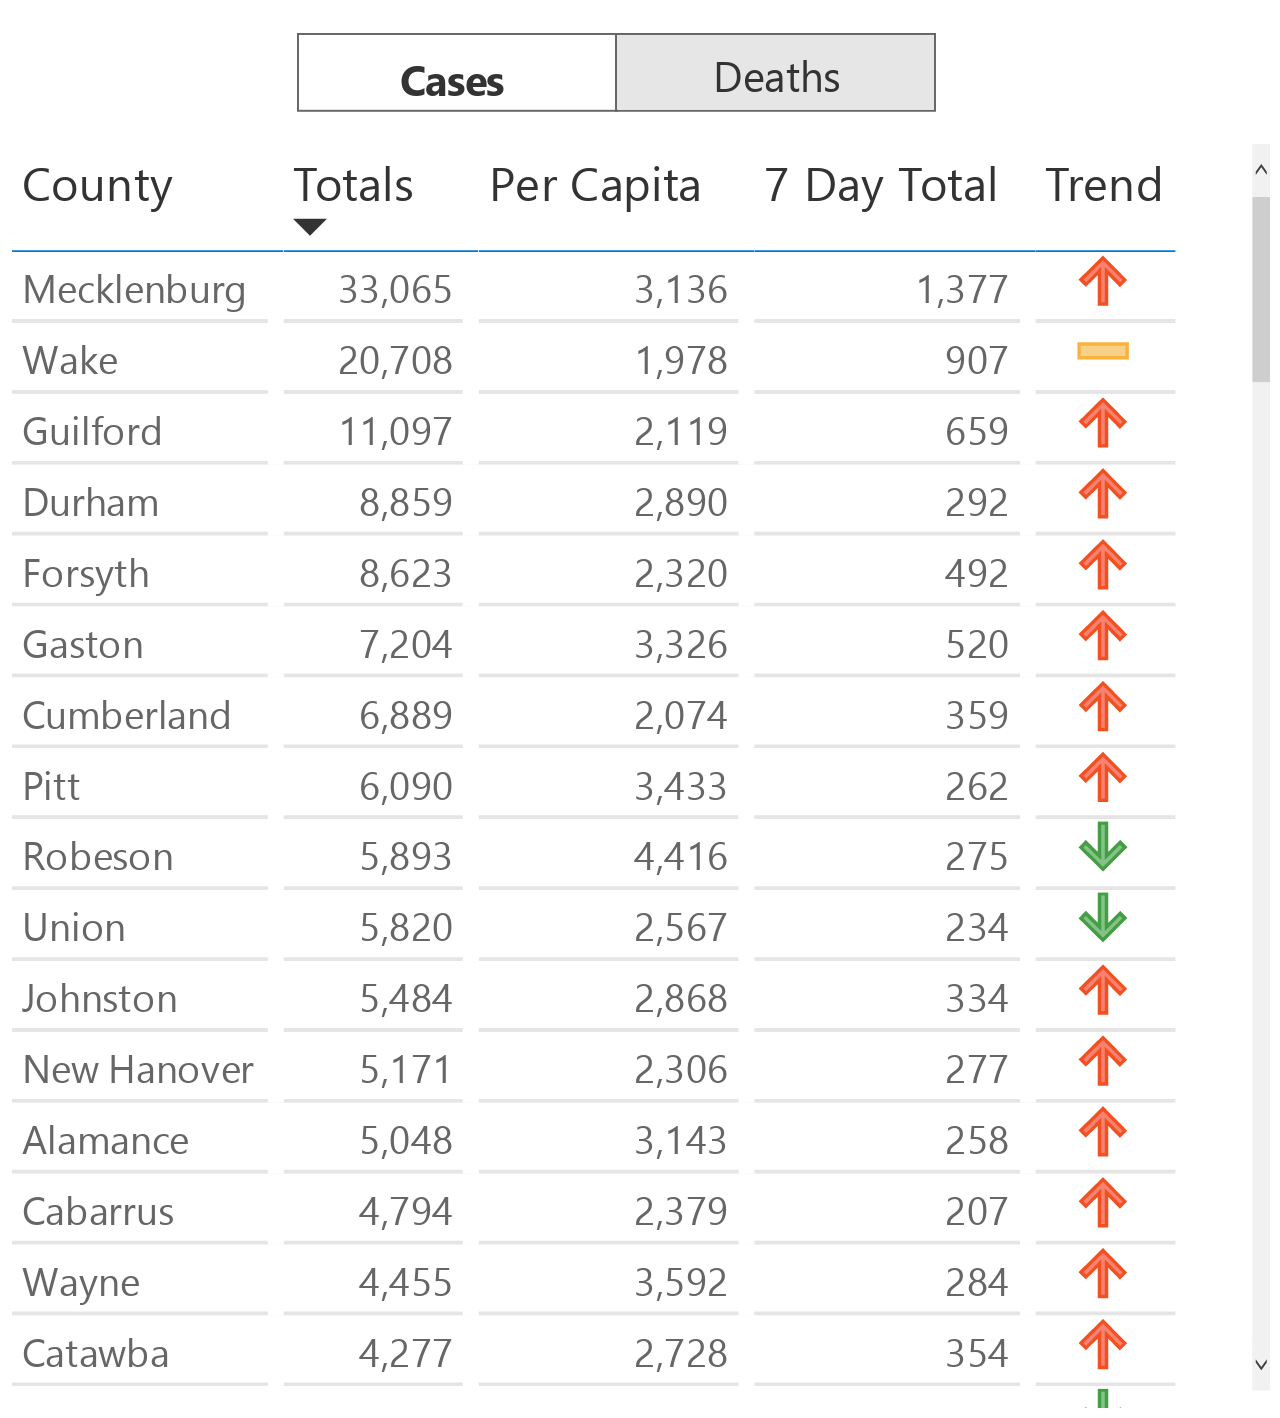 Cases Deaths
County Totals Per Capita 7 Day Total Trend
Mecklenburg 33,065 3,136 1,377
Wake 20,708 1,978 907
Guilford 11,097 2,119 659
Durham 8,859 2,890 292
Forsyth 8,623 2,320 492
Gaston 7,204 3,326 520
Cumberland 6,889 2,074 359
Pitt 6,090 3,433 262
Robeson 5,893 4,416 275
Union 5,820 2,567 234
Johnston 5,484 2,868 334
New Hanover 5,171 2,306 277
Alamance 5,048 3,143 258
Cabarrus 4,794 2,379 207
Wayne 4,455 3,592 284
Catawba 4,277 2,728 354